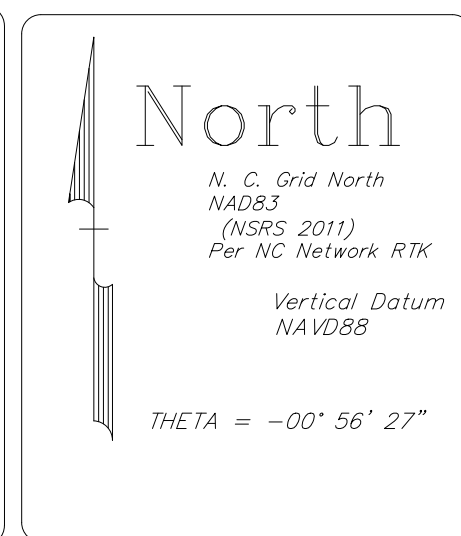 North
N. C. Grid North
NAD83
(NSRS 2011)
Per NC Network RTK
Vertical Datum
NAVD88
THETA = -00° 56' 27"